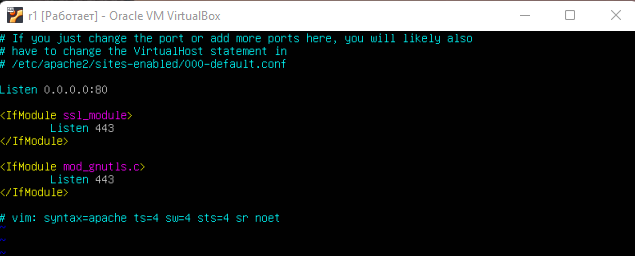 r1 [Работает] - Oracle VM VirtualBox
# If you just change the port or add more ports here, you will likely also
# have to change the VirtualHost statement in
# /etc/apache2/sites-enabled/000-default.conf
Listen 0.0.0.0:80
<IfModule ssl_module>
Listen 443
</IfModule>
<IfModule mod_gnutls.c>
Listen 443
</IfModule>
# vim: syntax=apache ts=4 sw=4 sts=4 sr noet
~
~